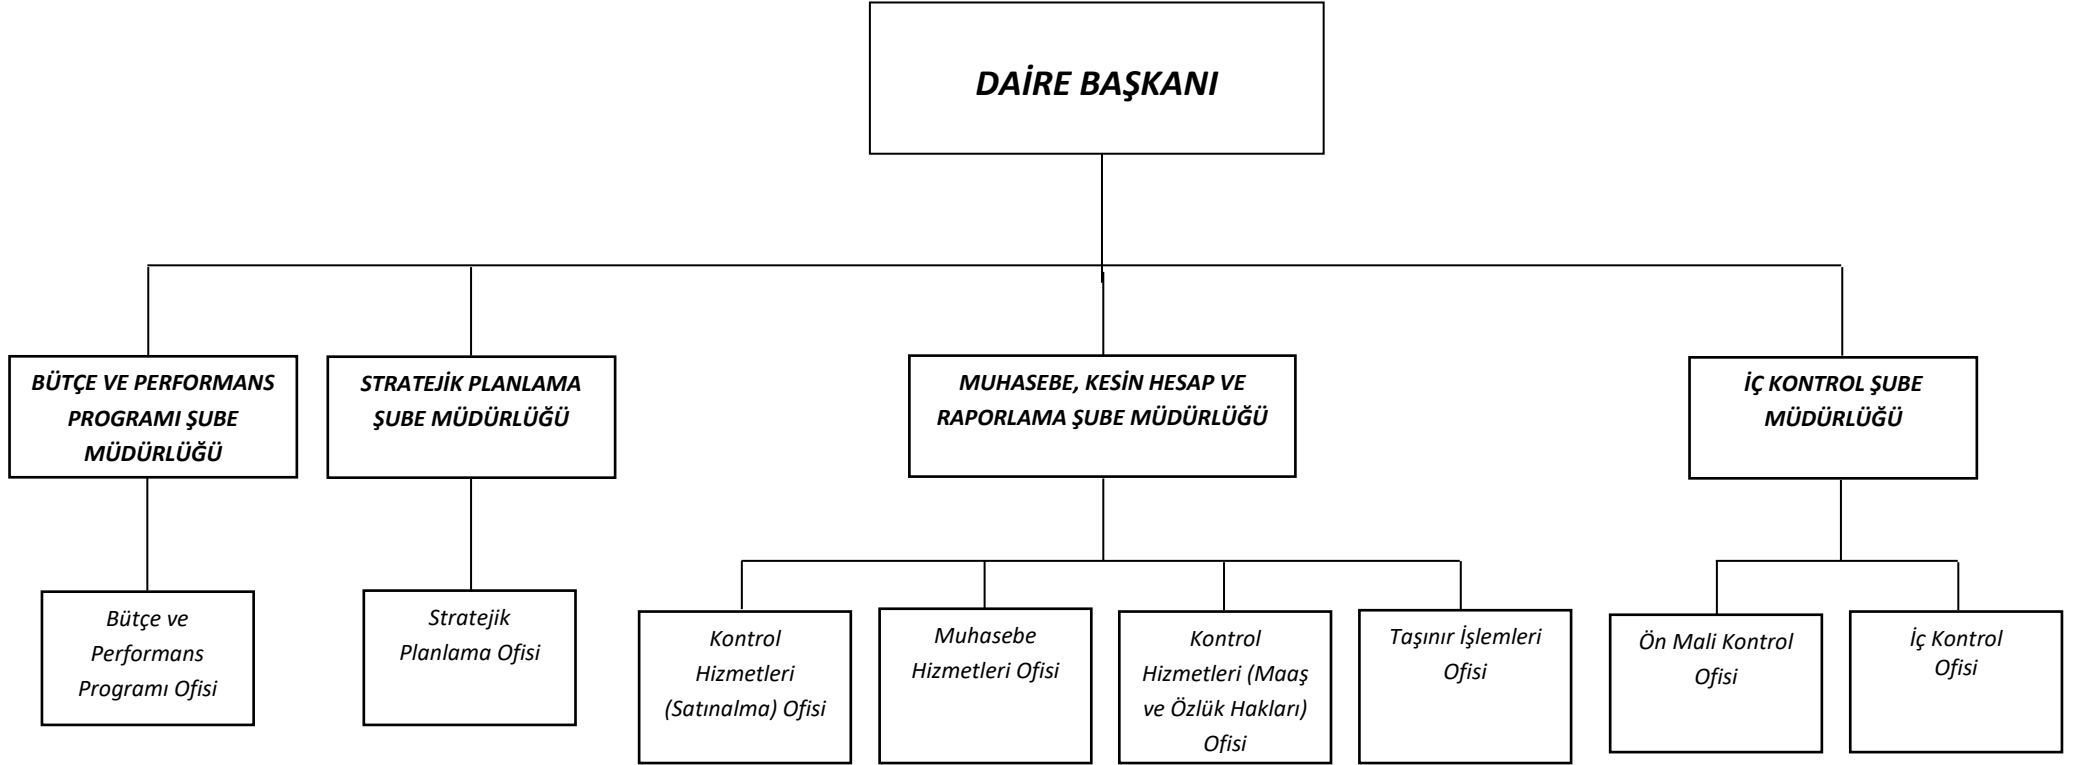 DAİRE BAŞKANI
BÜTÇE VE PERFORMANS
PROGRAMI ŞUBE
MÜDÜRLÜĞÜ
STRATEJİK PLANLAMA
ŞUBE MÜDÜRLÜĞÜ
MUHASEBE, KESİN HESAP VE
RAPORLAMA ŞUBE MÜDÜRLÜĞÜ
İÇ KONTROL ŞUBE
MÜDÜRLÜĞÜ
Bütçe ve
Performans
Programı Ofisi
Stratejik
Planlama Ofisi
Kontrol
Hizmetleri
(Satınalma) Ofisi
Muhasebe
Hizmetleri Ofisi
Kontrol
Hizmetleri (Maaş
ve Özlük Hakları)
Ofisi
Taşınır İşlemleri
Ofisi
Ön Mali Kontrol
Ofisi
İç Kontrol
Ofisi